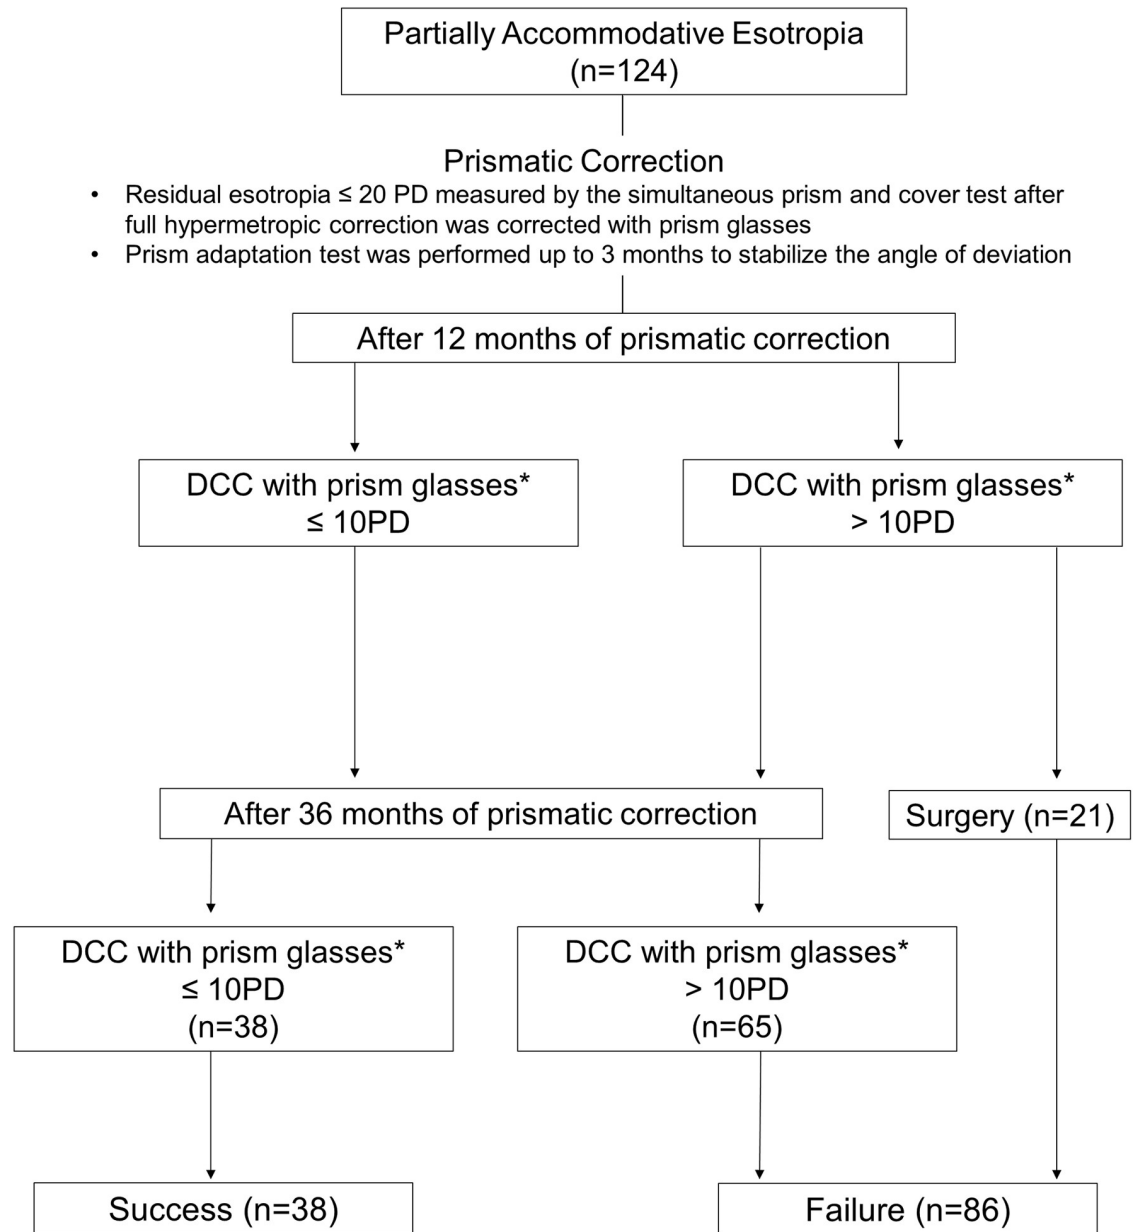 Partially Accommodative Esotropia
(n=124)
Prismatic Correction
• Residual esotropia ≤ 20 PD measured by the simultaneous prism and cover test after
full hypermetropic correction was corrected with prism glasses
• Prism adaptation test was performed up to 3 months to stabilize the angle of deviation
After 12 months of prismatic correction
DCC with prism glasses*
≤ 10PD
DCC with prism glasses*
> 10PD
After 36 months of prismatic correction
Surgery (n=21)
DCC with prism glasses*
≤ 10PD
(n=38)
DCC with prism glasses*
> 10PD
(n=65)
Success (n=38)
Failure (n=86)